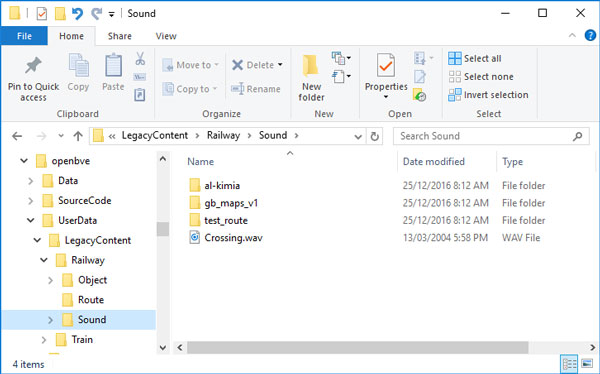 Sound
File Home Share View
Pin to Quick access
Copy
Paste
Clipboard
Move to
Copy to
Delete
Rename
Organize
New folder
New
Properties
Open
Select all
Select none
Invert selection
Select
« LegacyContent Railway Sound
Search Sound
openbve
Data
SourceCode
UserData
LegacyContent
Railway
Object
Route
Sound
Train
Name Date modified Type
al-kimia 25/12/2016 8:12 AM File folder
gb_maps_v1 25/12/2016 8:12 AM File folder
test_route 25/12/2016 8:12 AM File folder
Crossing.wav 13/03/2004 5:58 PM WAV File
4 items